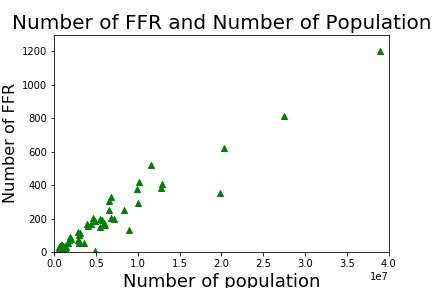 Number of FFR and Number of Population
1200
1000
800
600
400
200
0
Number of FFR
0.0 0.5 1.0 1.5 2.0 2.5 3.0 3.5 4.0
1e7
Number of population